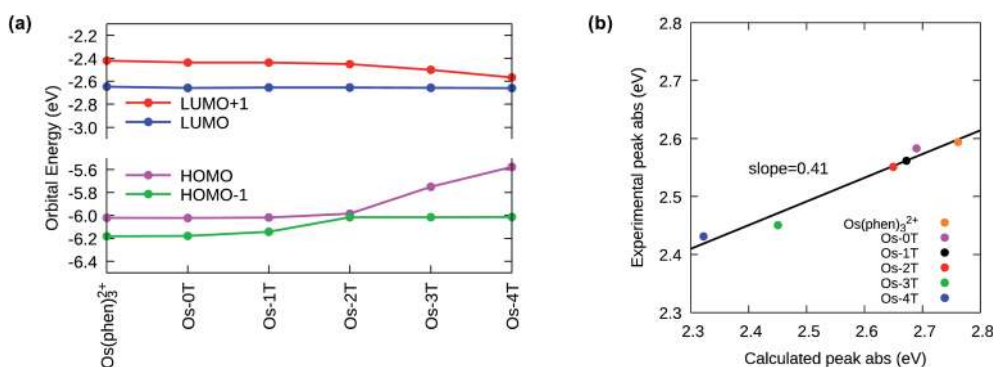 (a)
Orbital Energy (eV)
-2.2
-2.4
-2.6
-2.8
-3.0
-5.6
-5.8
-6.0
-6.2
-6.4
LUMO+1
LUMO
HOMO
HOMO-1
Os(phen)₃²⁺
Os-0T
Os-1T
Os-2T
Os-3T
Os-4T
(b)
Experimental peak abs (eV)
2.8
2.7
2.6
2.5
2.4
2.3
slope=0.41
Os(phen)₃²⁺
Os-0T
Os-1T
Os-2T
Os-3T
Os-4T
2.3 2.4 2.5 2.6 2.7 2.8
Calculated peak abs (eV)